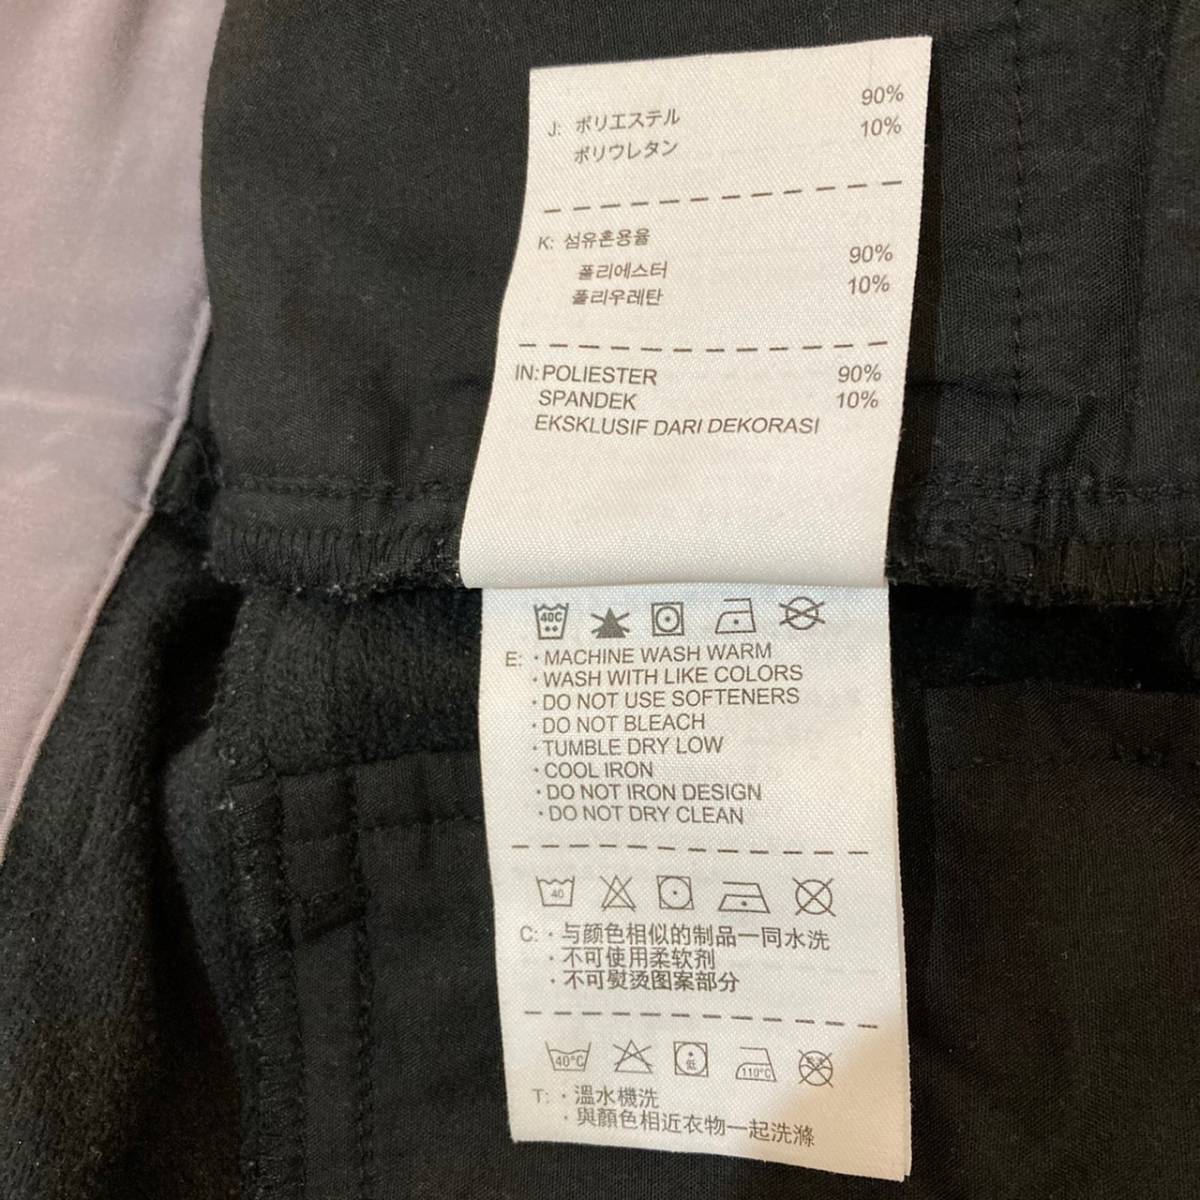 J: ポリエステル 90%
ポリウレタン 10%
K: 섬유혼용율
폴리에스터 90%
폴리우레탄 10%
IN: POLIESTER 90%
SPANDEK 10%
EKSKLUSIF DARI DEKORASI
40C
E: · MACHINE WASH WARM
· WASH WITH LIKE COLORS
· DO NOT USE SOFTENERS
· DO NOT BLEACH
· TUMBLE DRY LOW
· COOL IRON
· DO NOT IRON DESIGN
· DO NOT DRY CLEAN
40
C: · 与颜色相似的制品一同水洗
· 不可使用柔软剂
· 不可熨烫图案部分
40°C 低 110°C
T: · 溫水機洗
· 與顏色相近衣物一起洗滌